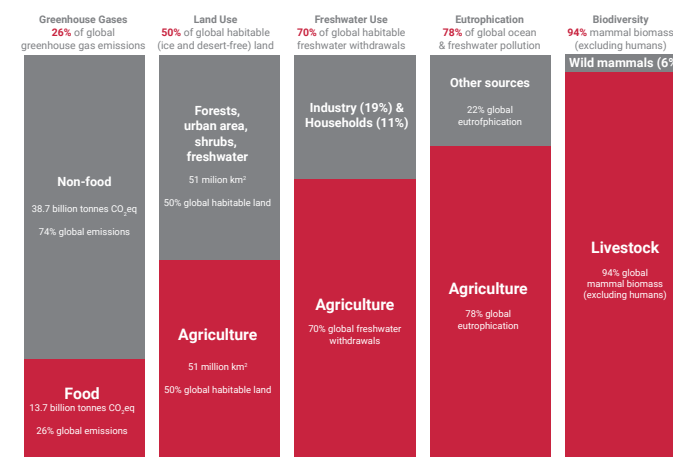 Greenhouse Gases
26% of global
greenhouse gas emissions
Non-food
38.7 billion tonnes CO₂eq
74% global emissions
Food
13.7 billion tonnes CO₂eq
26% global emissions
Land Use
50% of global habitable
(ice and desert-free) land
Forests,
urban area,
shrubs,
freshwater
51 milion km²
50% global habitable land
Agriculture
51 million km²
50% global habitable land
Freshwater Use
70% of global habitable
freshwater withdrawals
Industry (19%) &
Households (11%)
Agriculture
70% global freshwater
withdrawals
Eutrophication
78% of global ocean
& freshwater pollution
Other sources
22% global
eutrofphication
Agriculture
78% global
eutrophication
Biodiversity
94% mammal biomass
(excluding humans)
Wild mammals (6%
Livestock
94% global
mammal biomass
(excluding humans)